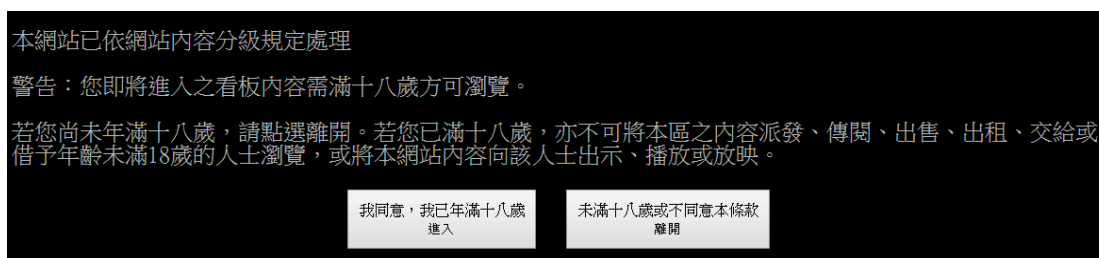 本網站已依網站內容分級規定處理
警告：您即將進入之看板內容需滿十八歲方可瀏覽。
若您尚未年滿十八歲，請點選離開。若您已滿十八歲，亦不可將本區之內容派發、傳閱、出售、出租、交給或
借予年齡未滿18歲的人士瀏覽，或將本網站內容向該人士出示、播放或放映。
我同意，我已年滿十八歲
進入
未滿十八歲或不同意本條款
離開